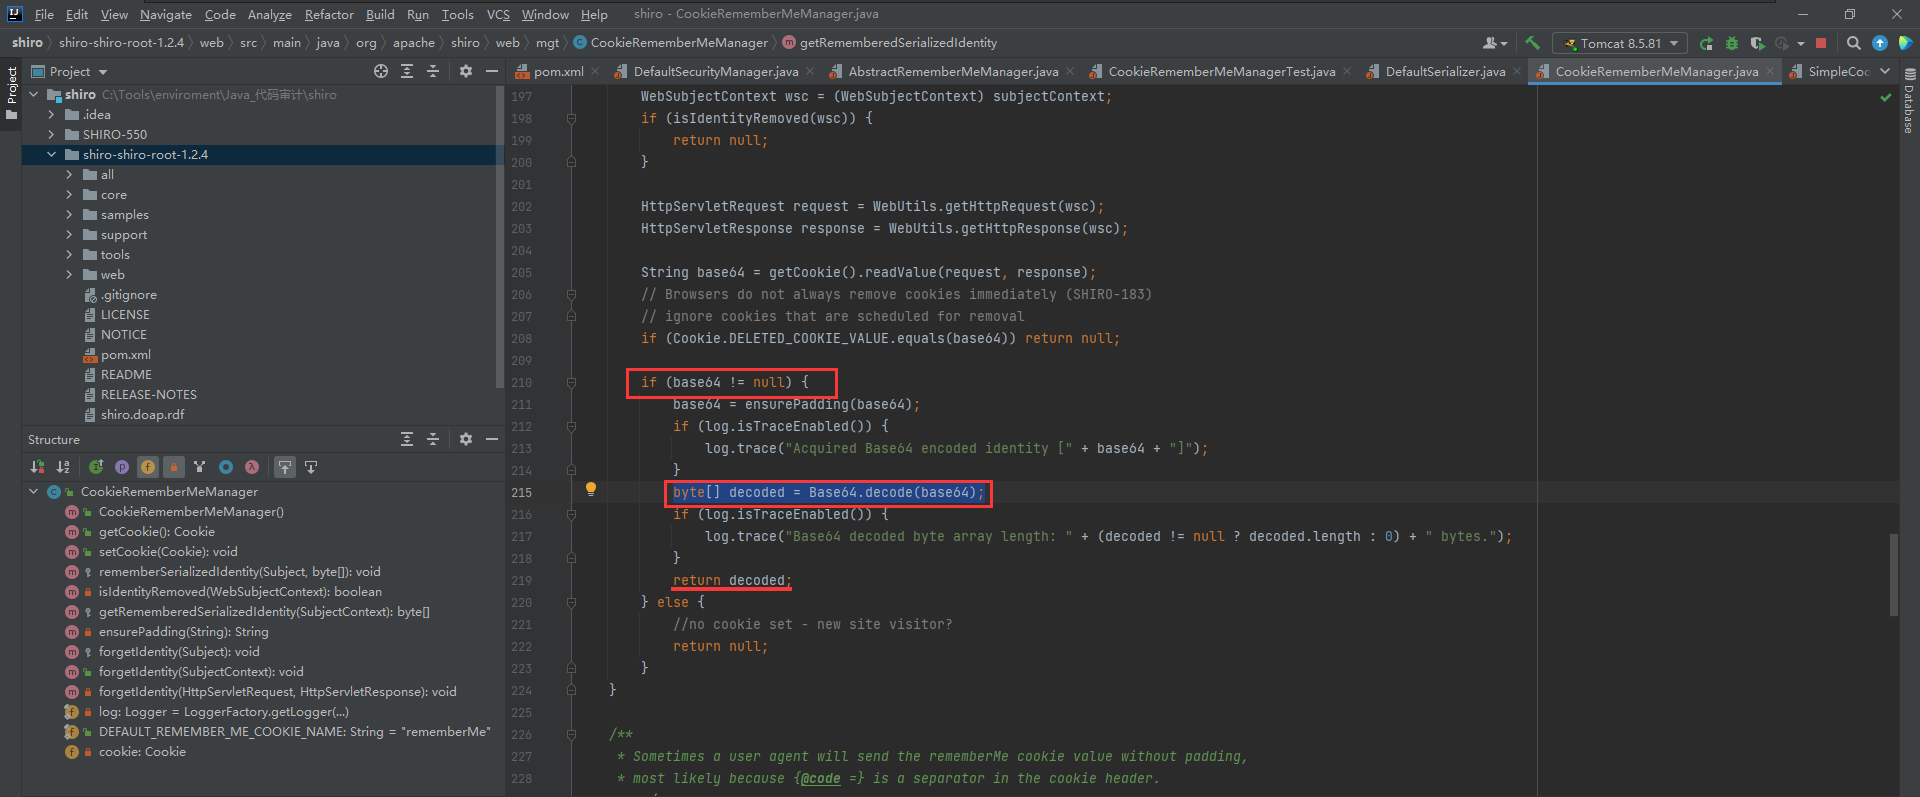 File Edit View Navigate Code Analyze Refactor Build Run Tools VCS Window Help shiro - CookieRememberMeManager.java
shiro shiro-shiro-root-1.2.4 web src main java org apache shiro web mgt CookieRememberMeManager getRememberedSerializedIdentity Tomcat 8.5.81
Project
Project
pom.xml DefaultSecurityManager.java AbstractRememberMeManager.java CookieRememberMeManagerTest.java DefaultSerializer.java CookieRememberMeManager.java SimpleCoo
Database
shiro C:\Tools\enviroment\Java_代码审计\shiro
.idea
SHIRO-550
shiro-shiro-root-1.2.4
all
core
samples
support
tools
web
.gitignore
LICENSE
NOTICE
pom.xml
README
RELEASE-NOTES
shiro.doap.rdf
Structure
CookieRememberMeManager
CookieRememberMeManager()
getCookie(): Cookie
setCookie(Cookie): void
rememberSerializedIdentity(Subject, byte[]): void
isIdentityRemoved(WebSubjectContext): boolean
getRememberedSerializedIdentity(SubjectContext): byte[]
ensurePadding(String): String
forgetIdentity(Subject): void
forgetIdentity(SubjectContext): void
forgetIdentity(HttpServletRequest, HttpServletResponse): void
log: Logger = LoggerFactory.getLogger(...)
DEFAULT_REMEMBER_ME_COOKIE_NAME: String = "rememberMe"
cookie: Cookie
197 WebSubjectContext wsc = (WebSubjectContext) subjectContext;
198 if (isIdentityRemoved(wsc)) {
199 return null;
200 }
201
202 HttpServletRequest request = WebUtils.getHttpRequest(wsc);
203 HttpServletResponse response = WebUtils.getHttpResponse(wsc);
204
205 String base64 = getCookie().readValue(request, response);
206 // Browsers do not always remove cookies immediately (SHIRO-183)
207 // ignore cookies that are scheduled for removal
208 if (Cookie.DELETED_COOKIE_VALUE.equals(base64)) return null;
209
210 if (base64 != null) {
211 base64 = ensurePadding(base64);
212 if (log.isTraceEnabled()) {
213 log.trace("Acquired Base64 encoded identity [" + base64 + "]");
214 }
215 byte[] decoded = Base64.decode(base64);
216 if (log.isTraceEnabled()) {
217 log.trace("Base64 decoded byte array length: " + (decoded != null ? decoded.length : 0) + " bytes.");
218 }
219 return decoded;
220 } else {
221 //no cookie set - new site visitor?
222 return null;
223 }
224 }
225
226 /**
227 * Sometimes a user agent will send the rememberMe cookie value without padding,
228 * most likely because {@code =} is a separator in the cookie header.